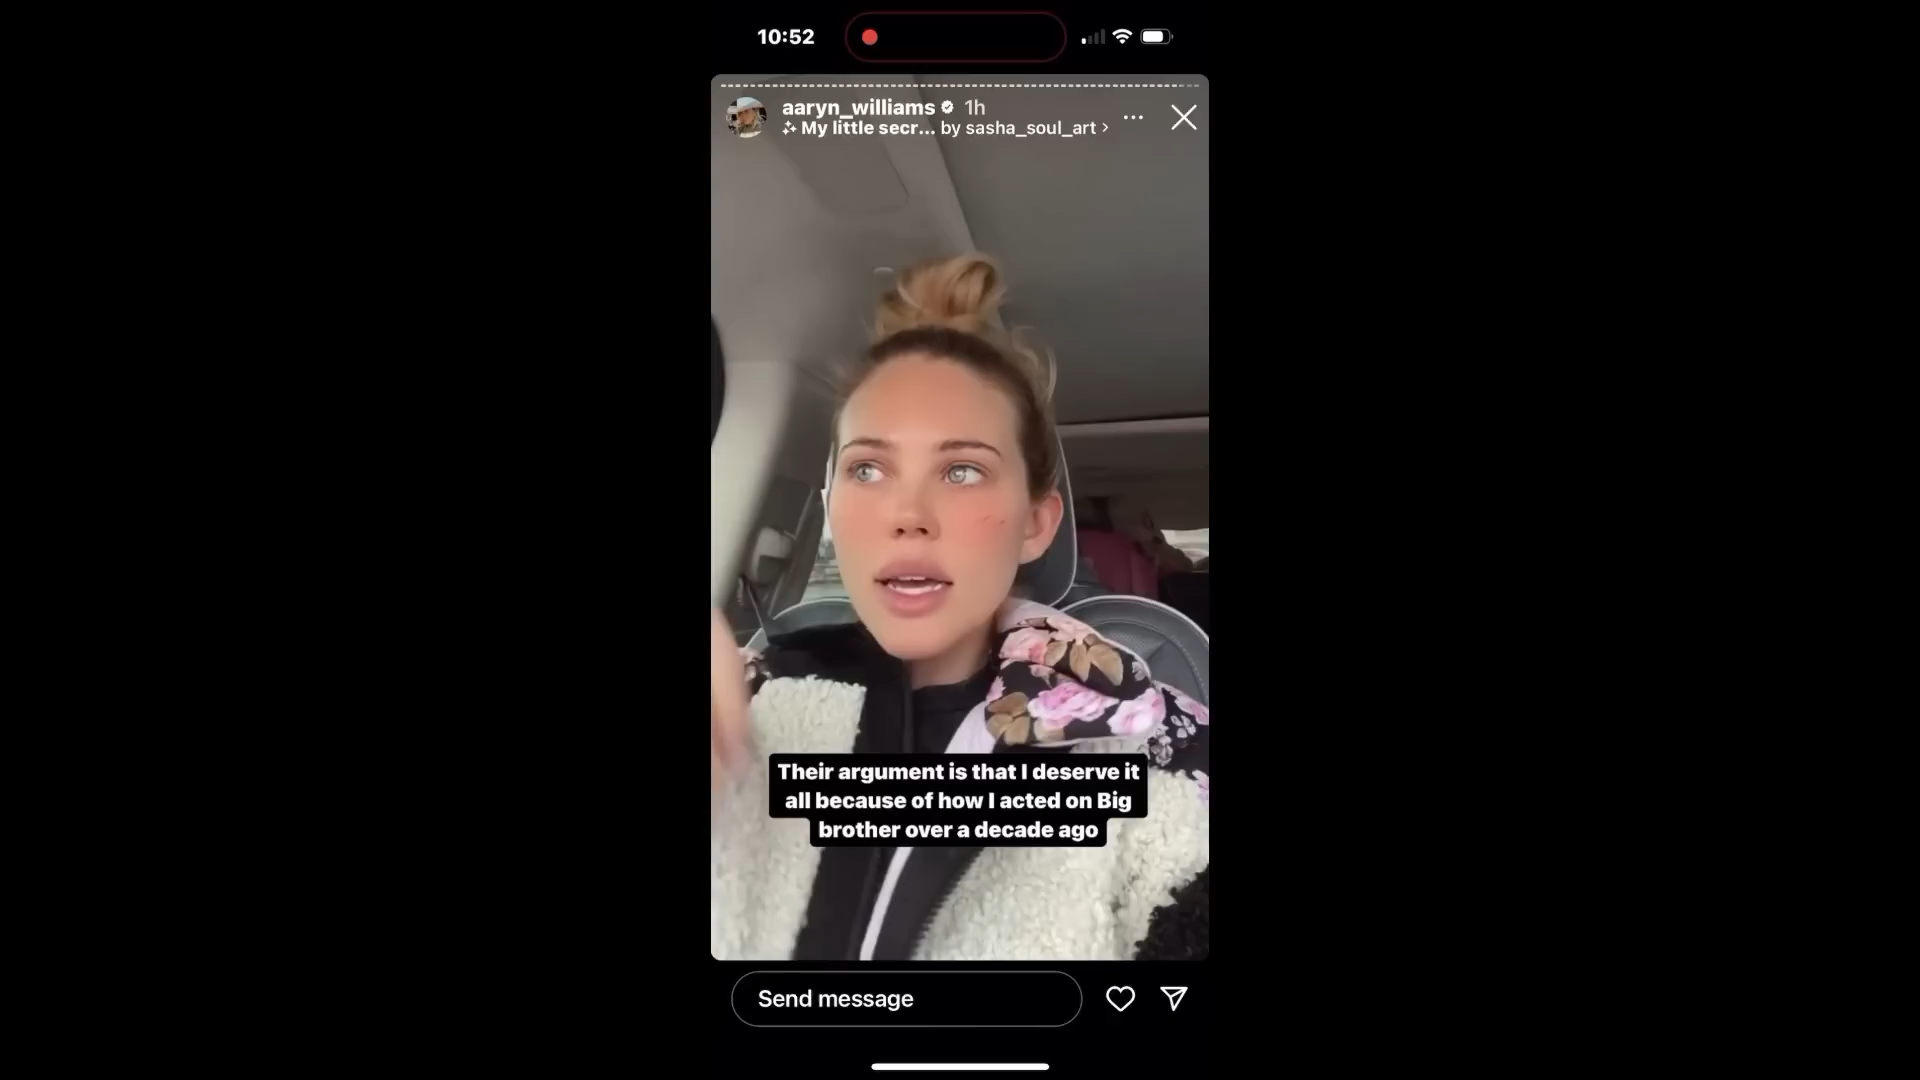 10:52
aaryn_williams 1h
My little secr... by sasha_soul_art >
Their argument is that I deserve it
all because of how I acted on Big
brother over a decade ago
Send message